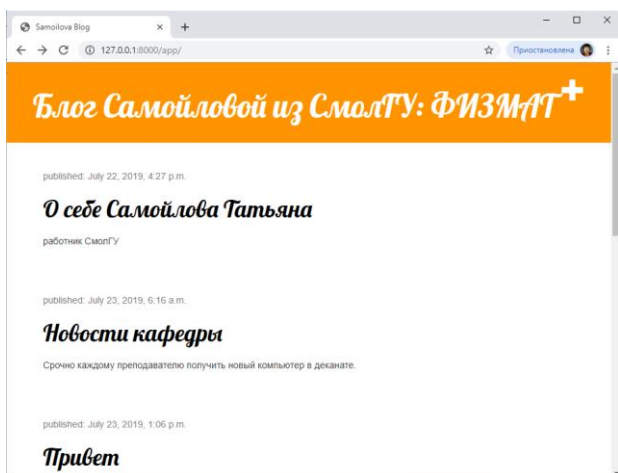 Samoilova Blog
127.0.0.1:8000/app/
Приостановлена
Блог Самойловой из СмолГУ: ФИЗМАТ+
published: July 22, 2019, 4:27 p.m.
О себе Самойлова Татьяна
работник СмолГУ
published: July 23, 2019, 6:16 a.m.
Новости кафедры
Срочно каждому преподавателю получить новый компьютер в деканате.
published: July 23, 2019, 1:06 p.m.
Привет